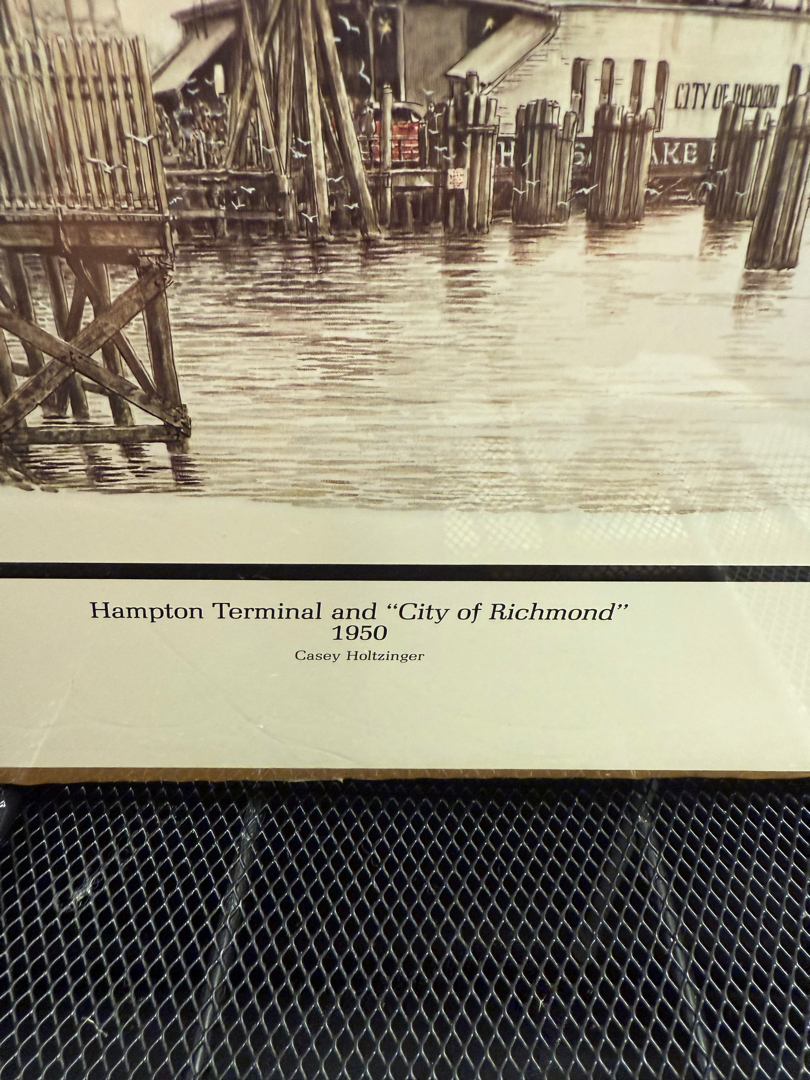 CITY OF RICHMOND
Hampton Terminal and “City of Richmond”
1950
Casey Holtzinger